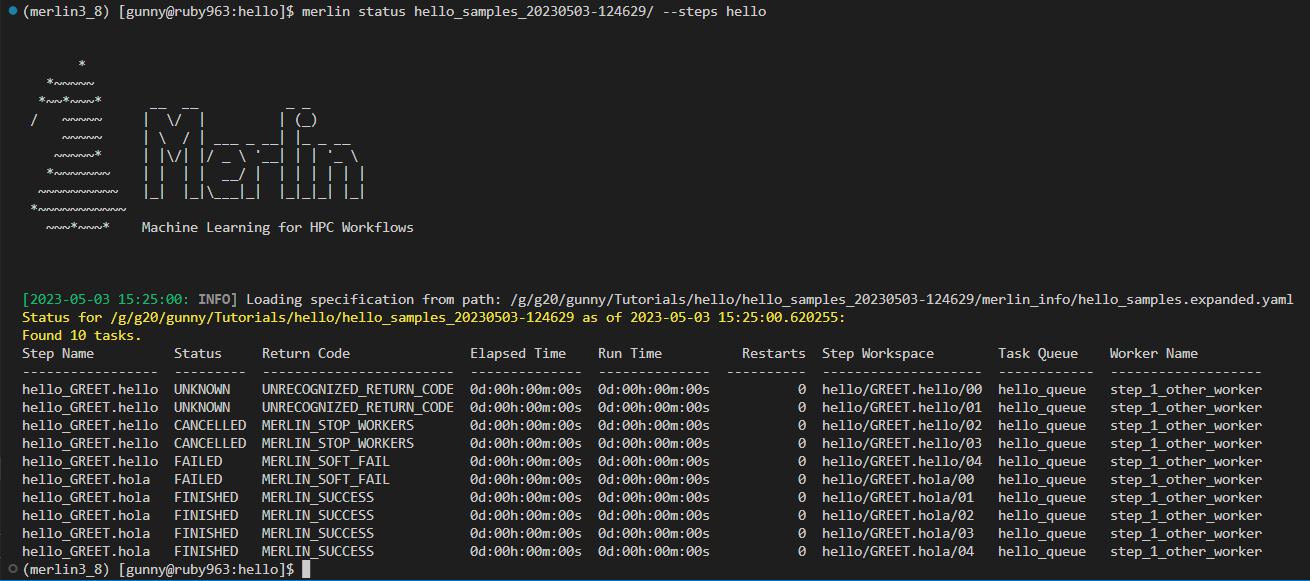 (merlin3_8) [gunny@ruby963:hello]$ merlin status hello_samples_20230503-124629/ --steps hello
Merlin
Machine Learning for HPC Workflows
[2023-05-03 15:25:00: INFO] Loading specification from path: /g/g20/gunny/Tutorials/hello/hello_samples_20230503-124629/merlin_info/hello_samples.expanded.yaml
Status for /g/g20/gunny/Tutorials/hello/hello_samples_20230503-124629 as of 2023-05-03 15:25:00.620255:
Found 10 tasks.
Step Name Status Return Code Elapsed Time Run Time Restarts Step Workspace Task Queue Worker Name
----------------- --------- ------------------------ -------------- -------------- ---------- -------------------- ------------ -------------------
hello_GREET.hello UNKNOWN UNRECOGNIZED_RETURN_CODE 0d:00h:00m:00s 0d:00h:00m:00s 0 hello/GREET.hello/00 hello_queue step_1_other_worker
hello_GREET.hello UNKNOWN UNRECOGNIZED_RETURN_CODE 0d:00h:00m:00s 0d:00h:00m:00s 0 hello/GREET.hello/01 hello_queue step_1_other_worker
hello_GREET.hello CANCELLED MERLIN_STOP_WORKERS 0d:00h:00m:00s 0d:00h:00m:00s 0 hello/GREET.hello/02 hello_queue step_1_other_worker
hello_GREET.hello CANCELLED MERLIN_STOP_WORKERS 0d:00h:00m:00s 0d:00h:00m:00s 0 hello/GREET.hello/03 hello_queue step_1_other_worker
hello_GREET.hello FAILED MERLIN_SOFT_FAIL 0d:00h:00m:00s 0d:00h:00m:00s 0 hello/GREET.hello/04 hello_queue step_1_other_worker
hello_GREET.hola FAILED MERLIN_SOFT_FAIL 0d:00h:00m:00s 0d:00h:00m:00s 0 hello/GREET.hola/00 hello_queue step_1_other_worker
hello_GREET.hola FINISHED MERLIN_SUCCESS 0d:00h:00m:00s 0d:00h:00m:00s 0 hello/GREET.hola/01 hello_queue step_1_other_worker
hello_GREET.hola FINISHED MERLIN_SUCCESS 0d:00h:00m:00s 0d:00h:00m:00s 0 hello/GREET.hola/02 hello_queue step_1_other_worker
hello_GREET.hola FINISHED MERLIN_SUCCESS 0d:00h:00m:00s 0d:00h:00m:00s 0 hello/GREET.hola/03 hello_queue step_1_other_worker
hello_GREET.hola FINISHED MERLIN_SUCCESS 0d:00h:00m:00s 0d:00h:00m:00s 0 hello/GREET.hola/04 hello_queue step_1_other_worker
(merlin3_8) [gunny@ruby963:hello]$